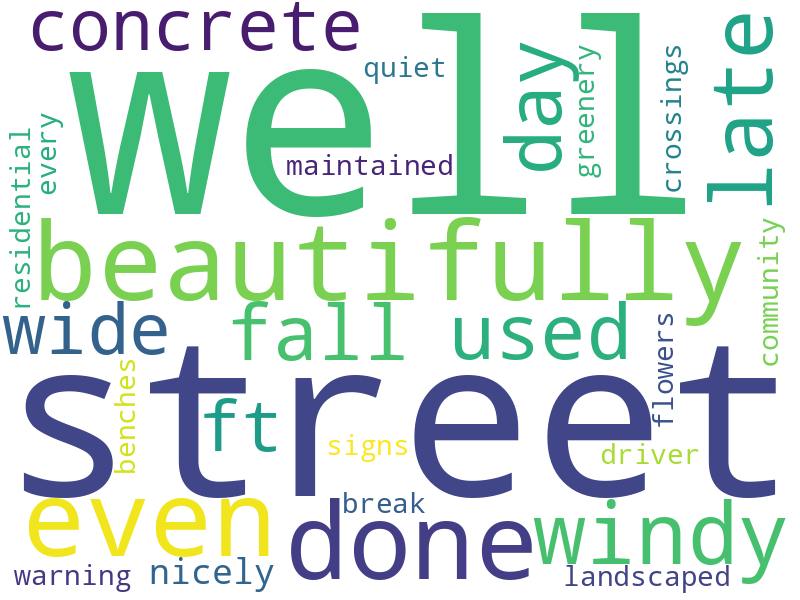 concrete
well
quiet
day
greenery
crossings
late
maintained
every
residential
beautifully
community
wide
fall
used
flowers
street
benches
ft
signs
driver
even
break
done
windy
warning
nicely
landscaped